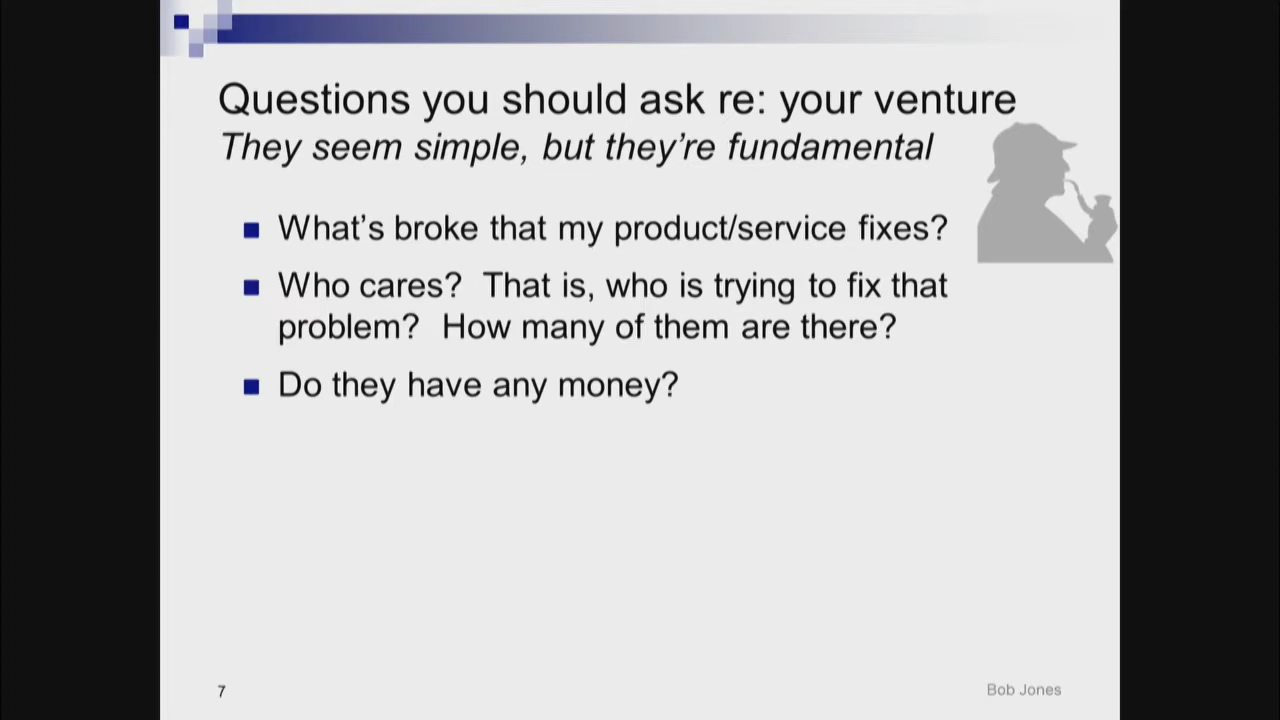 Questions you should ask re: your venture
They seem simple, but they're fundamental
What's broke that my product/service fixes?
Who cares?  That is, who is trying to fix that
problem?  How many of them are there?
Do they have any money?
7
Bob Jones